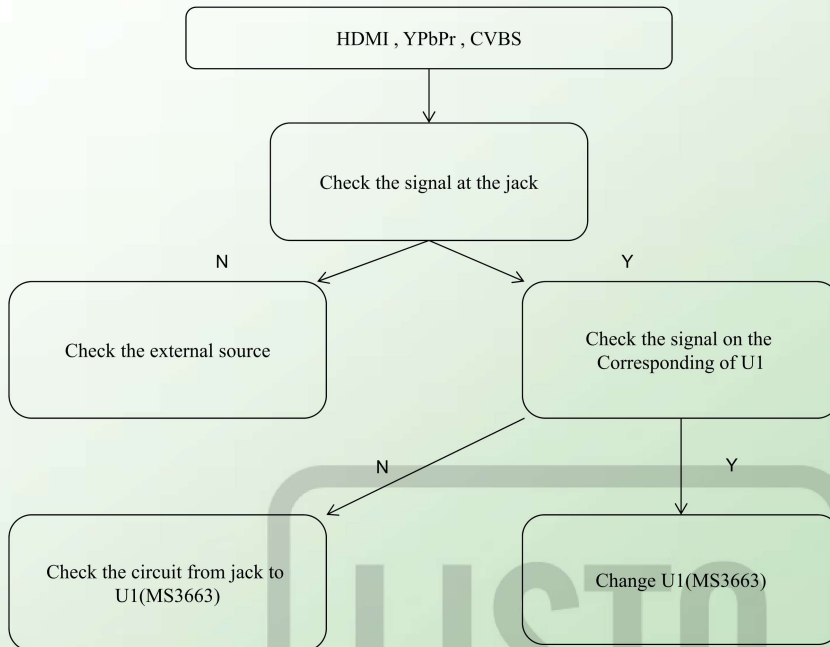 HDMI , YPbPr , CVBS
Check the signal at the jack
N
Y
Check the external source
Check the signal on the
Corresponding of U1
N
Y
Check the circuit from jack to
U1(MS3663)
Change U1(MS3663)